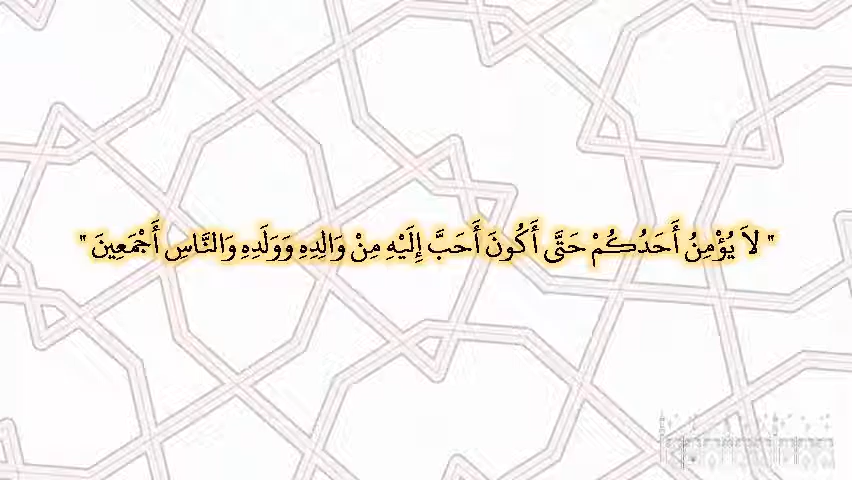 " لاَ يُؤْمِنُ أَحَدُكُمْ حَتَّى أَكُونَ أَحَبَّ إِلَيْهِ مِنْ وَالِدِهِ وَوَلَدِهِ وَالنَّاسِ أَجْمَعِينَ "